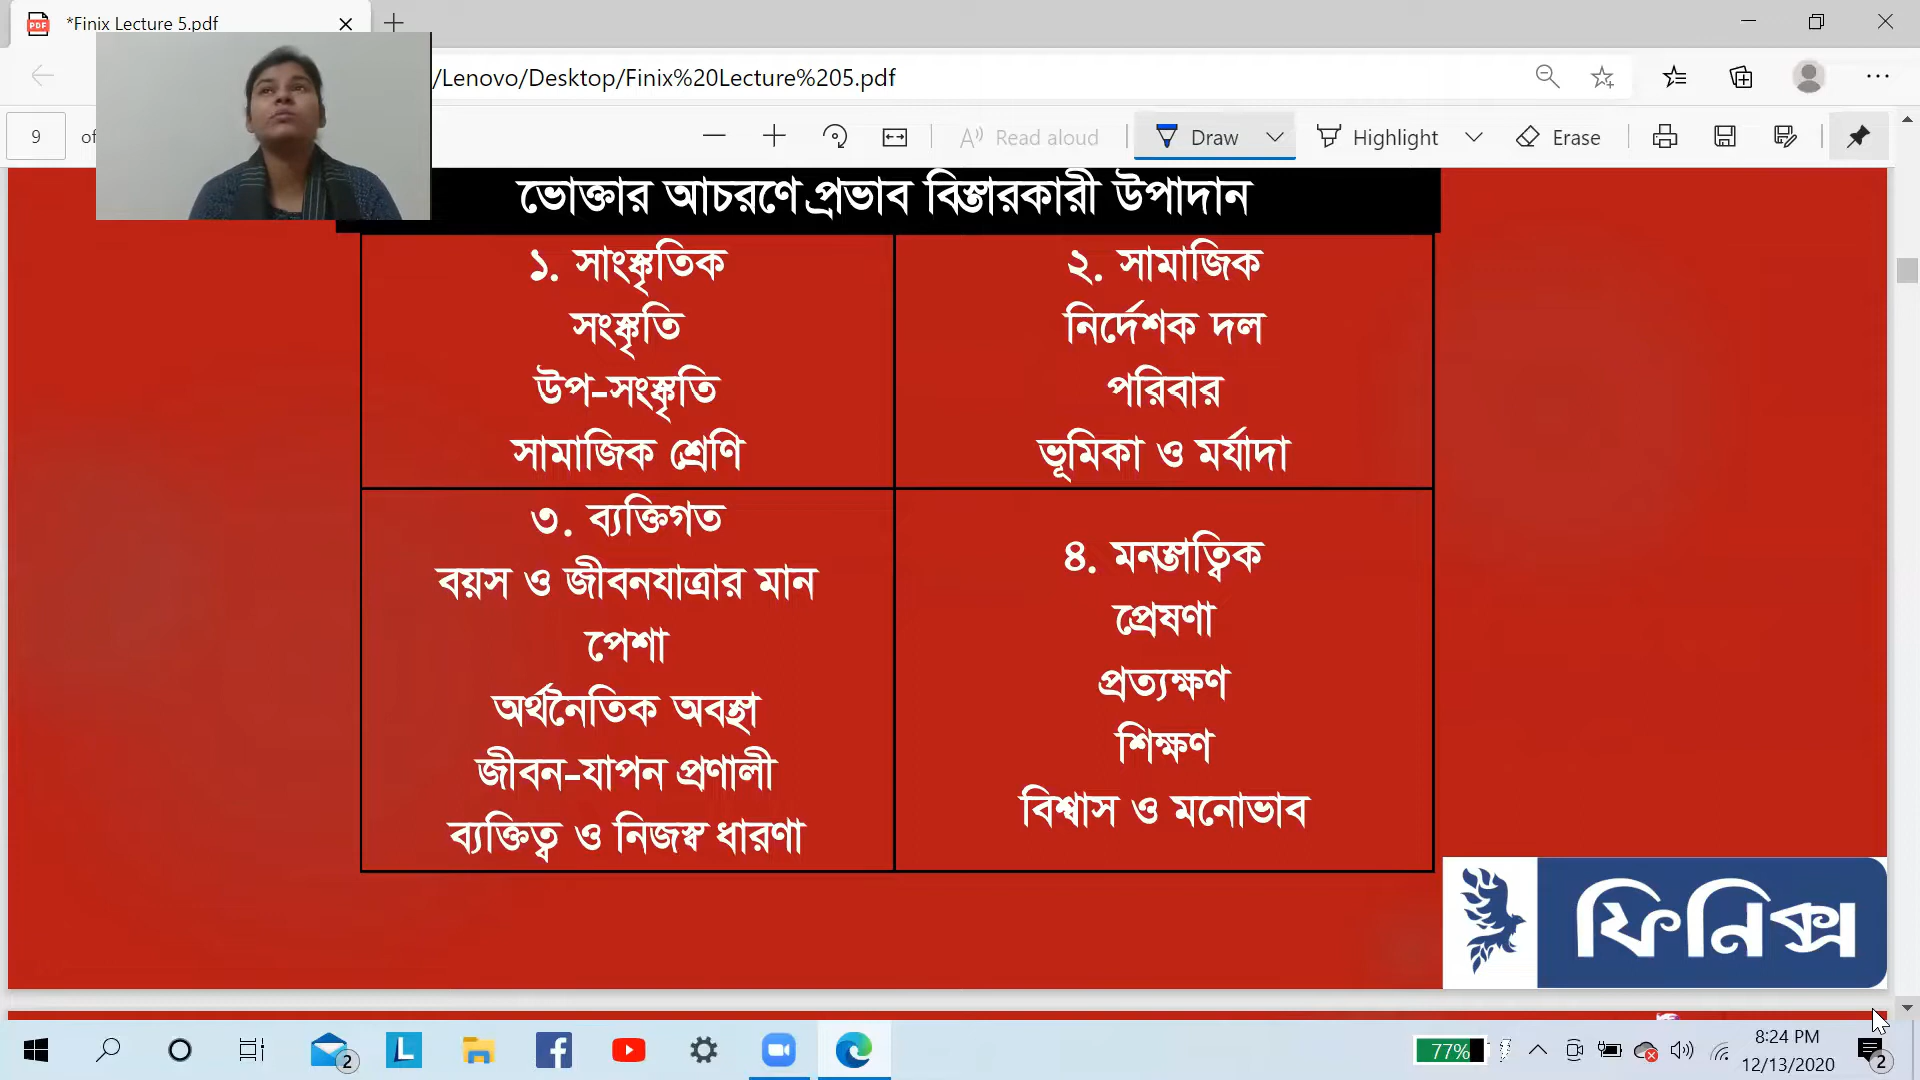 *Finix Lecture 5.pdf
/Lenovo/Desktop/Finix%20Lecture%205.pdf
9 of
Read aloud
Draw
Highlight
Erase
ভোক্তার আচরণে প্রভাব বিস্তারকারী উপাদান
১. সাংস্কৃতিক
সংস্কৃতি
উপ-সংস্কৃতি
সামাজিক শ্রেণি
২. সামাজিক
নির্দেশক দল
পরিবার
ভূমিকা ও মর্যাদা
৩. ব্যক্তিগত
বয়স ও জীবনযাত্রার মান
পেশা
অর্থনৈতিক অবস্থা
জীবন-যাপন প্রণালী
ব্যক্তিত্ব ও নিজস্ব ধারণা
৪. মনস্তাত্বিক
প্রেষণা
প্রত্যক্ষণ
শিক্ষণ
বিশ্বাস ও মনোভাব
ফিনিক্স
2
L
77%
8:24 PM
12/13/2020
2